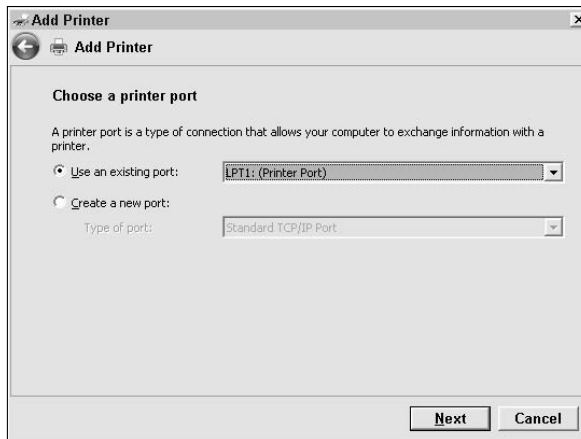 Add Printer
Add Printer
Choose a printer port
A printer port is a type of connection that allows your computer to exchange information with a
printer.
Use an existing port: LPT1: (Printer Port)
Create a new port:
Type of port: Standard TCP/IP Port
Next Cancel